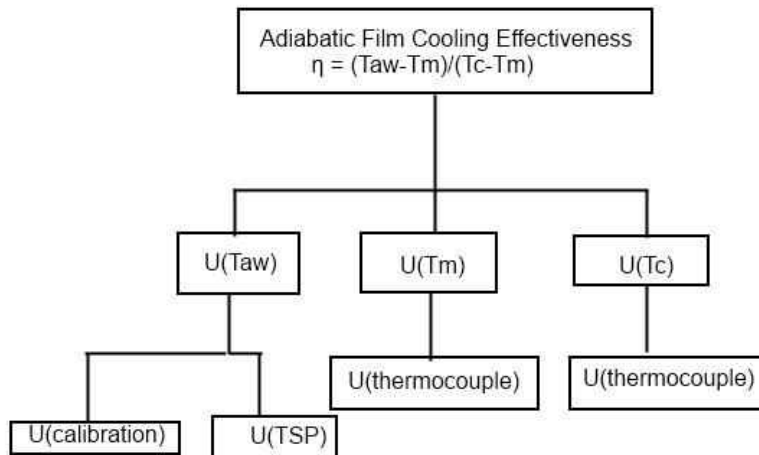 Adiabatic Film Cooling Effectiveness
η = (Taw-Tm)/(Tc-Tm)
U(Taw)
U(Tm)
U(Tc)
U(thermocouple)
U(thermocouple)
U(calibration)
U(TSP)